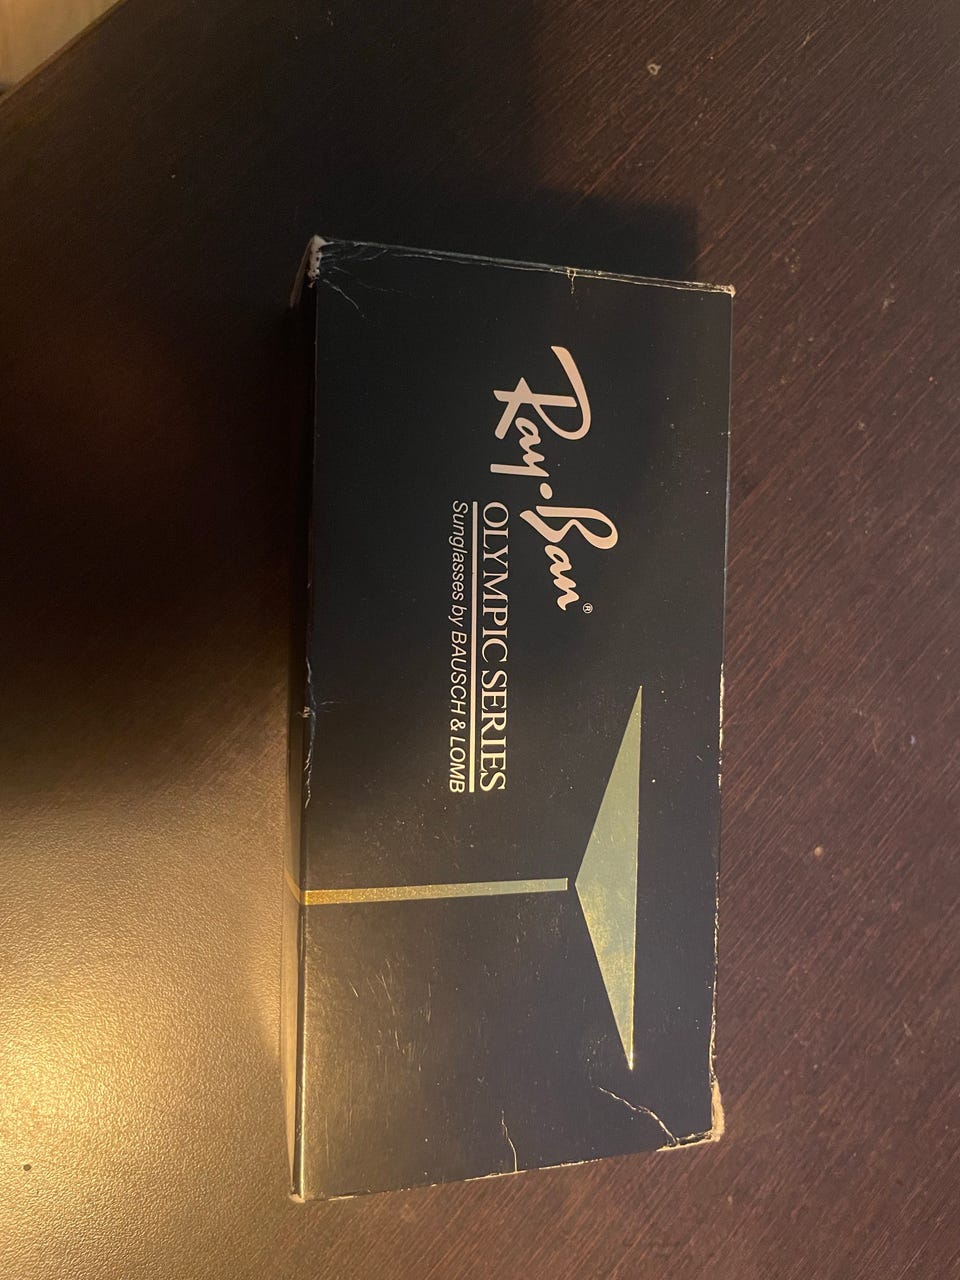 Ray·Ban®
OLYMPIC SERIES
Sunglasses by BAUSCH & LOMB